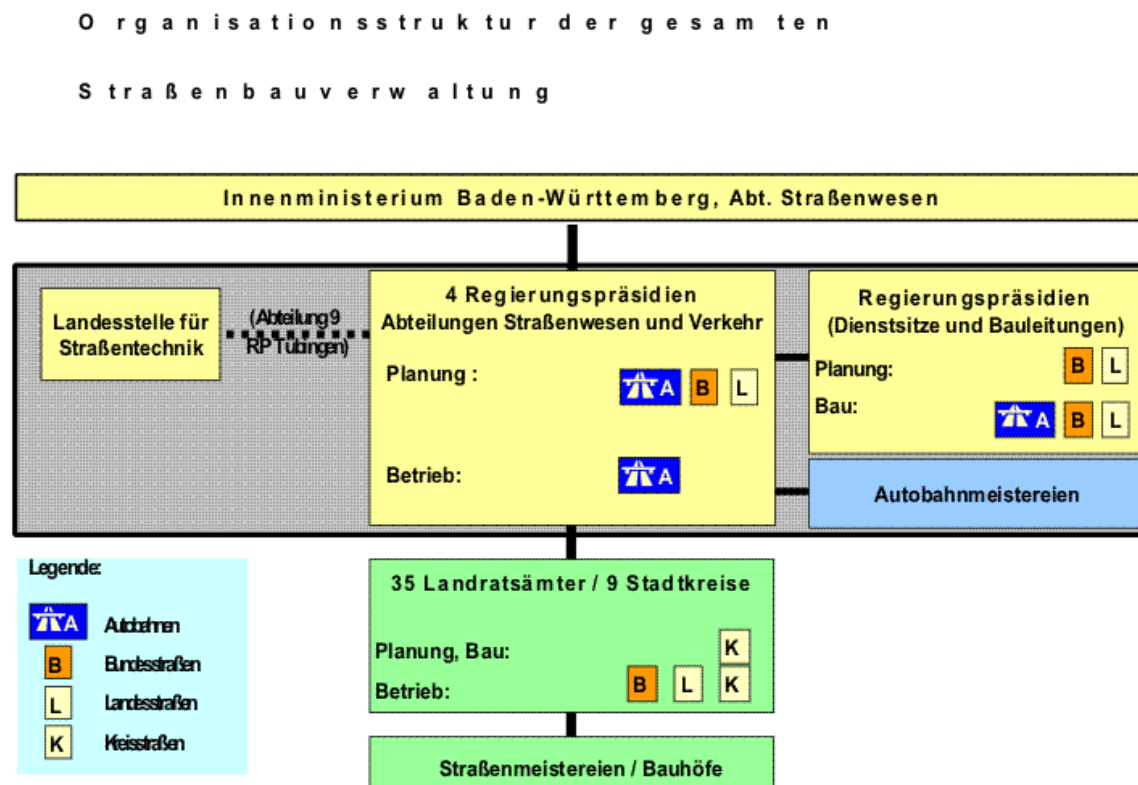 Organisationsstruktur der gesamten
Straßenbauverwaltung
Innenministerium Baden-Württemberg, Abt. Straßenwesen
Landesstelle für
Straßentechnik
(Abteilung 9
RP Tübingen)
4 Regierungspräsidien
Abteilungen Straßenwesen und Verkehr
Planung : A B L
Betrieb: A
Regierungspräsidien
(Dienstsitze und Bauleitungen)
Planung: B L
Bau: A B L
Autobahnmeistereien
35 Landratsämter / 9 Stadtkreise
Planung, Bau: K
Betrieb: B L K
Straßenmeistereien / Bauhöfe
Legende:
A Autobahnen
B Bundesstraßen
L Landesstraßen
K Kreisstraßen